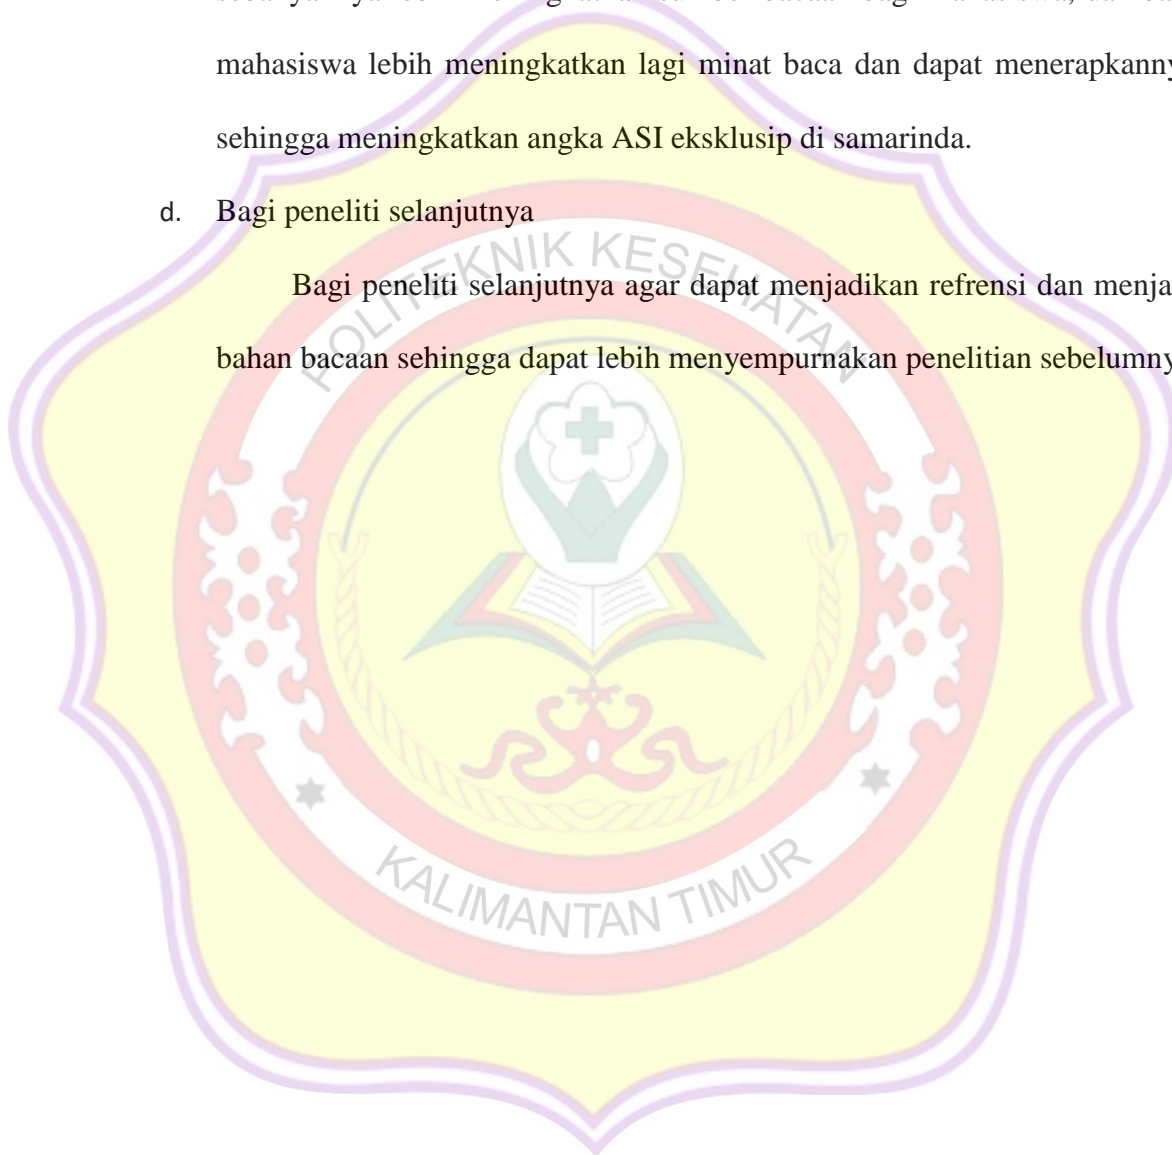 mahasiswa lebih meningkatkan lagi minat baca dan dapat menerapkanny
sehingga meningkatkan angka ASI eksklusip di samarinda.
d. Bagi peneliti selanjutnya
Bagi peneliti selanjutnya agar dapat menjadikan refrensi dan menja
bahan bacaan sehingga dapat lebih menyempurnakan penelitian sebelumny
POLITEKNIK KESEHATAN
KALIMANTAN TIMUR